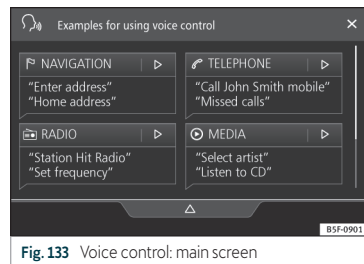 Examples for using voice control
NAVIGATION
"Enter address"
"Home address"
TELEPHONE
"Call John Smith mobile"
"Missed calls"
RADIO
"Station Hit Radio"
"Set frequency"
MEDIA
"Select artist"
"Listen to CD"
B5F-0901
Fig. 133 Voice control: main screen